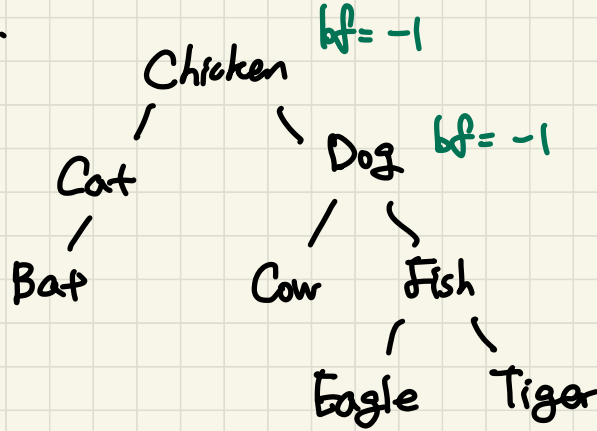 bf= -1
Chicken
bf= -1
Dog
Cat
Bat
Cow
Fish
Eagle
Tiger